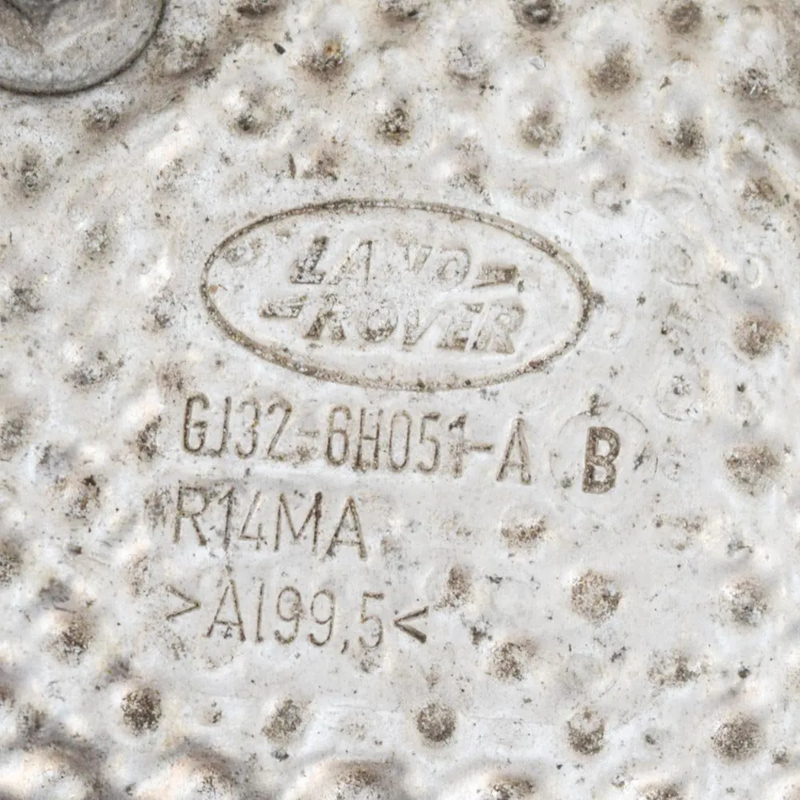 LAND-
-ROVER
GJ32-6H051-A B
R14MA
>Al99,5<